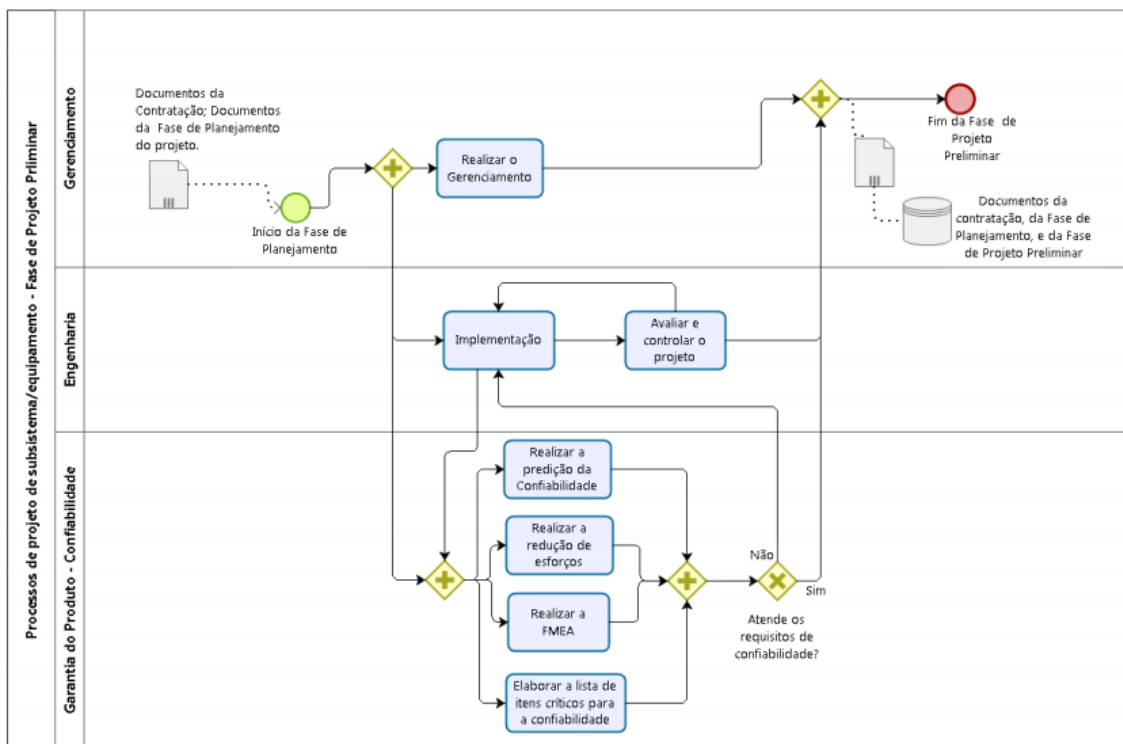 Processos de projeto de subsistema/equipamento - Fase de Projeto Prliminar
Gerenciamento
Documentos da
Contratação; Documentos
da Fase de Planejamento
do projeto.
Início da Fase de
Planejamento
Realizar o
Gerenciamento
Fim da Fase de
Projeto
Preliminar
Documentos da
contratação, da Fase de
Planejamento, e da Fase
de Projeto Preliminar
Engenharia
Implementação
Avaliar e
controlar o
projeto
Garantia do Produto - Confiabilidade
Realizar a
predição da
Confiabilidade
Realizar a
redução de
esforços
Realizar a
FMEA
Elaborar a lista de
itens críticos para
a confiabilidade
Não
Sim
Atende os
requisitos de
confiabilidade?